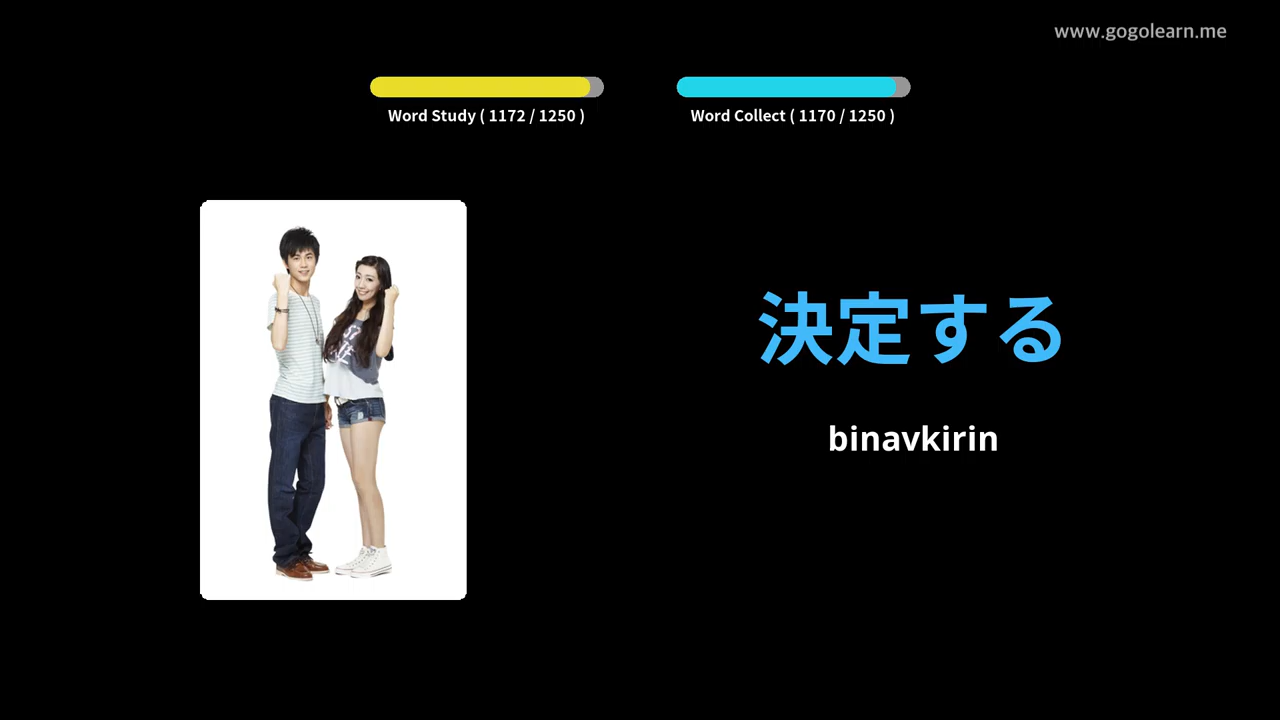 www.gogolearn.me
Word Study ( 1172 / 1250 )
Word Collect ( 1170 / 1250 )
決定する
binavkirin